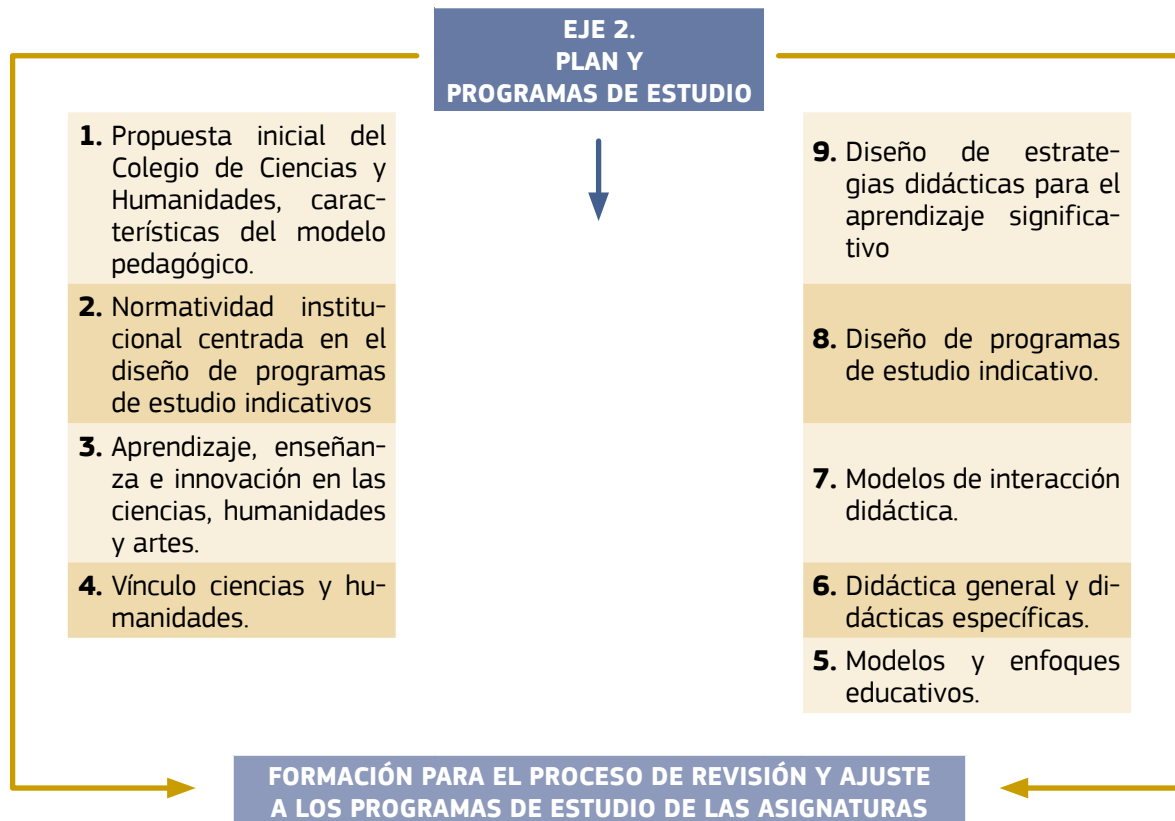 EJE 2.
PLAN Y
PROGRAMAS DE ESTUDIO
1. Propuesta inicial del
Colegio de Ciencias y
Humanidades, carac-
terísticas del modelo
pedagógico.
2. Normatividad institu-
cional centrada en el
diseño de programas
de estudio indicativos
3. Aprendizaje, enseñan-
za e innovación en las
ciencias, humanidades
y artes.
4. Vínculo ciencias y hu-
manidades.
9. Diseño de estrate-
gias didácticas para el
aprendizaje significa-
tivo
8. Diseño de programas
de estudio indicativo.
7. Modelos de interacción
didáctica.
6. Didáctica general y di-
dácticas específicas.
5. Modelos y enfoques
educativos.
FORMACIÓN PARA EL PROCESO DE REVISIÓN Y AJUSTE
A LOS PROGRAMAS DE ESTUDIO DE LAS ASIGNATURAS